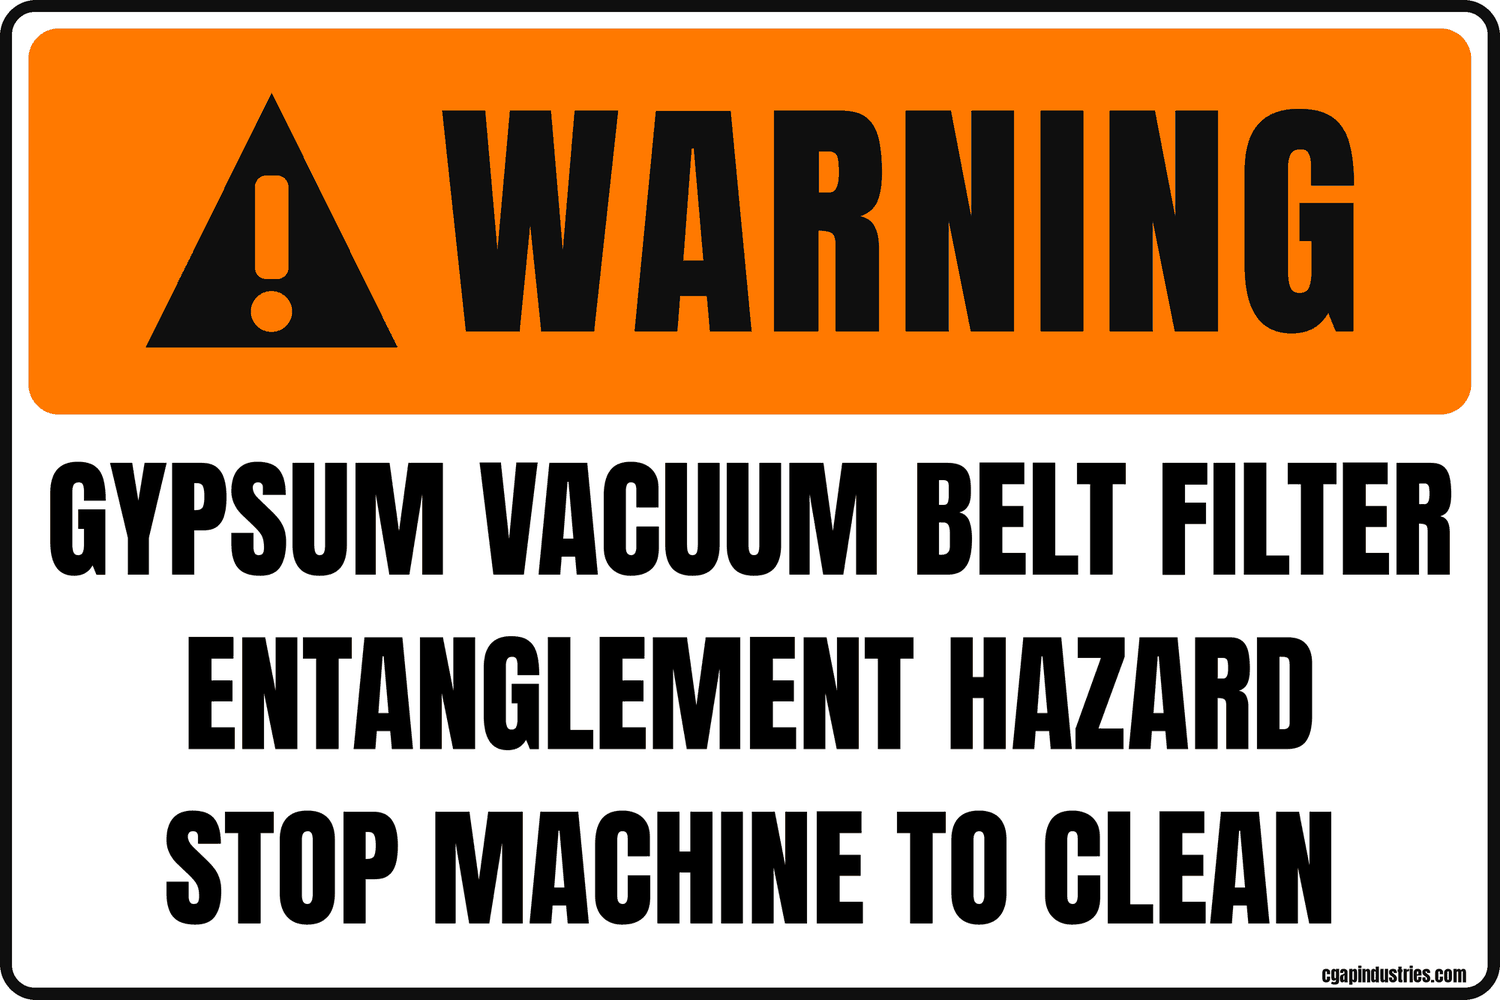 WARNING
GYPSUM VACUUM BELT FILTER
ENTANGLEMENT HAZARD
STOP MACHINE TO CLEAN
cgapindustries.com